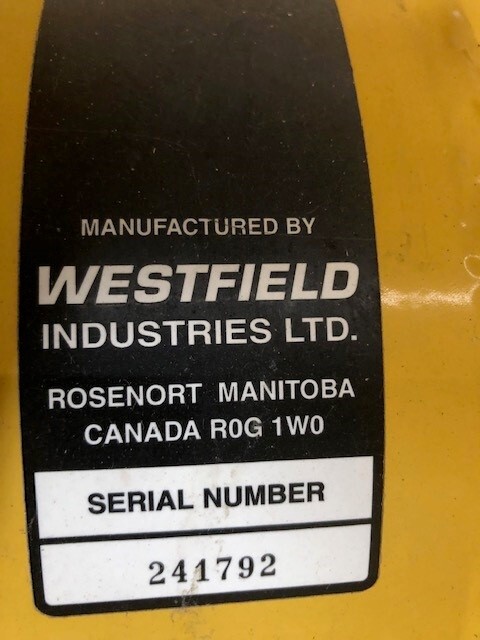 MANUFACTURED BY
WESTFIELD
INDUSTRIES LTD.
ROSENORT MANITOBA
CANADA R0G 1W0
SERIAL NUMBER
241792